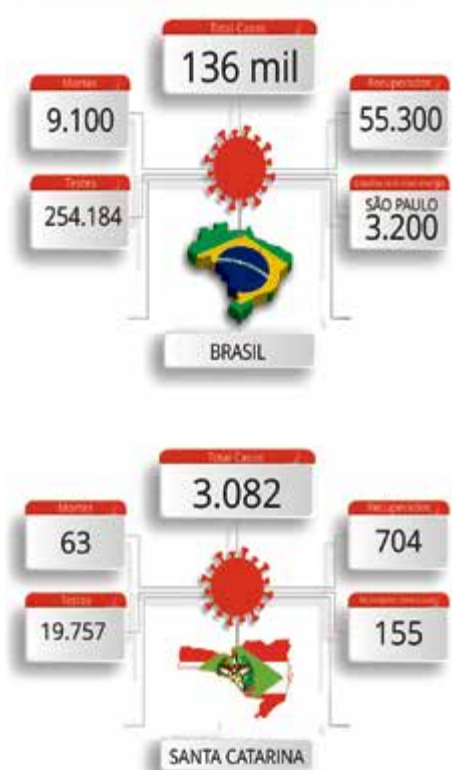 Total Casos
136 mil
Mortes
9.100
Recuperados
55.300
Testes
254.184
SÃO PAULO
3.200
BRASIL
Total Casos
3.082
Mortes
63
Recuperados
704
Testes
19.757
155
SANTA CATARINA